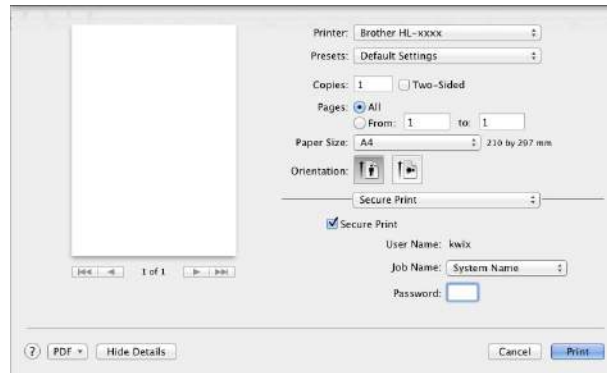 Printer: Brother HL-xxxx
Presets: Default Settings
Copies: 1 Two-Sided
Pages: All
From: 1 to: 1
Paper Size: A4 210 by 297 mm
Orientation:
Secure Print
Secure Print
User Name: kwix
Job Name: System Name
Password:
1 of 1
? PDF Hide Details Cancel Print